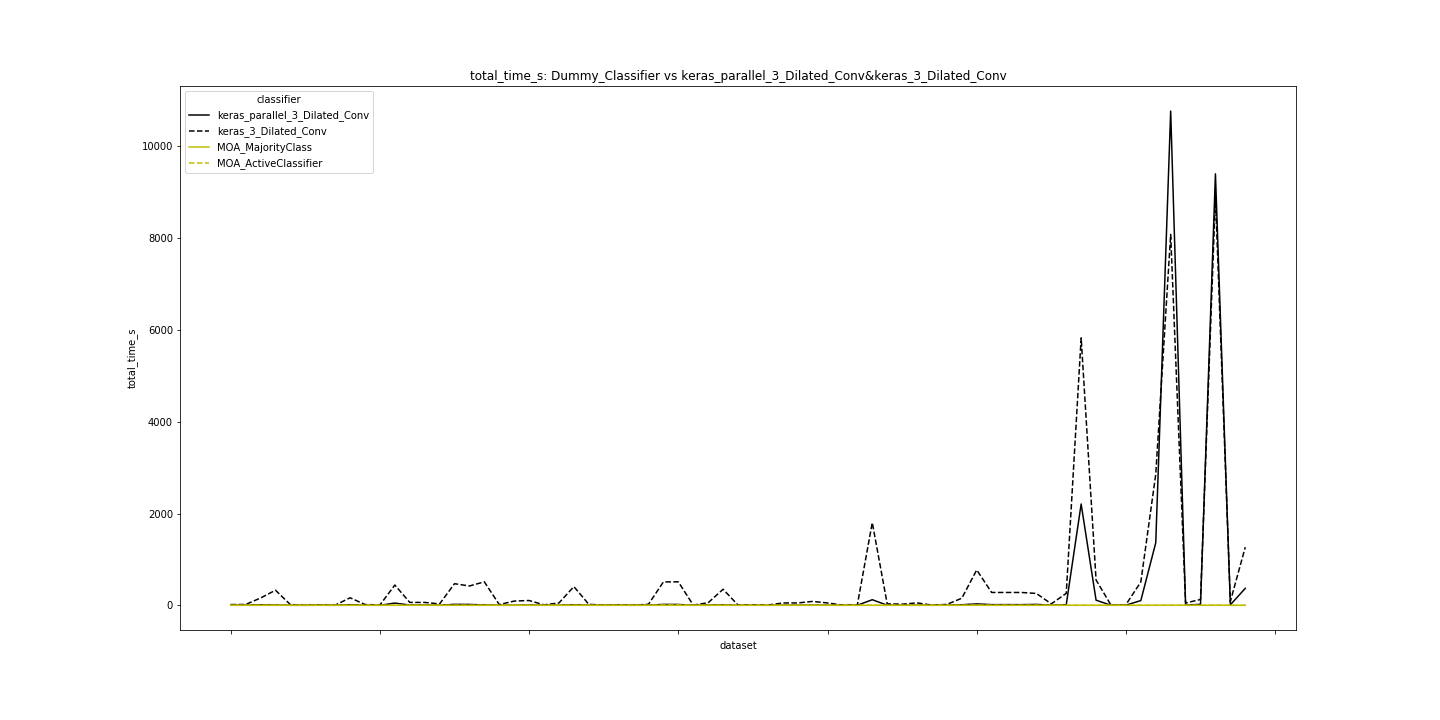 total_time_s: Dummy_Classifier vs keras_parallel_3_Dilated_Conv&keras_3_Dilated_Conv
classifier
keras_parallel_3_Dilated_Conv
keras_3_Dilated_Conv
MOA_MajorityClass
MOA_ActiveClassifier
10000
8000
6000
4000
2000
0
total_time_s
dataset